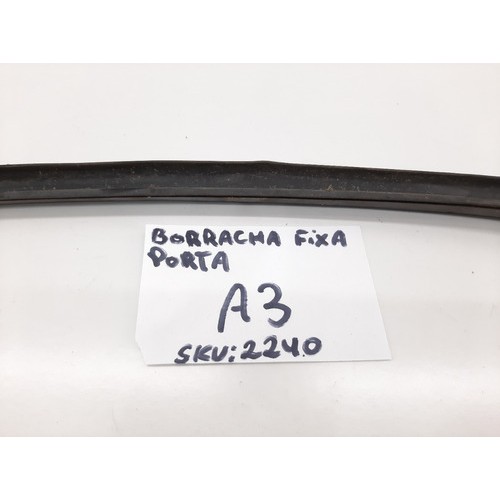 BORRACHA FiXA
PORTA
A3
SKU:2240